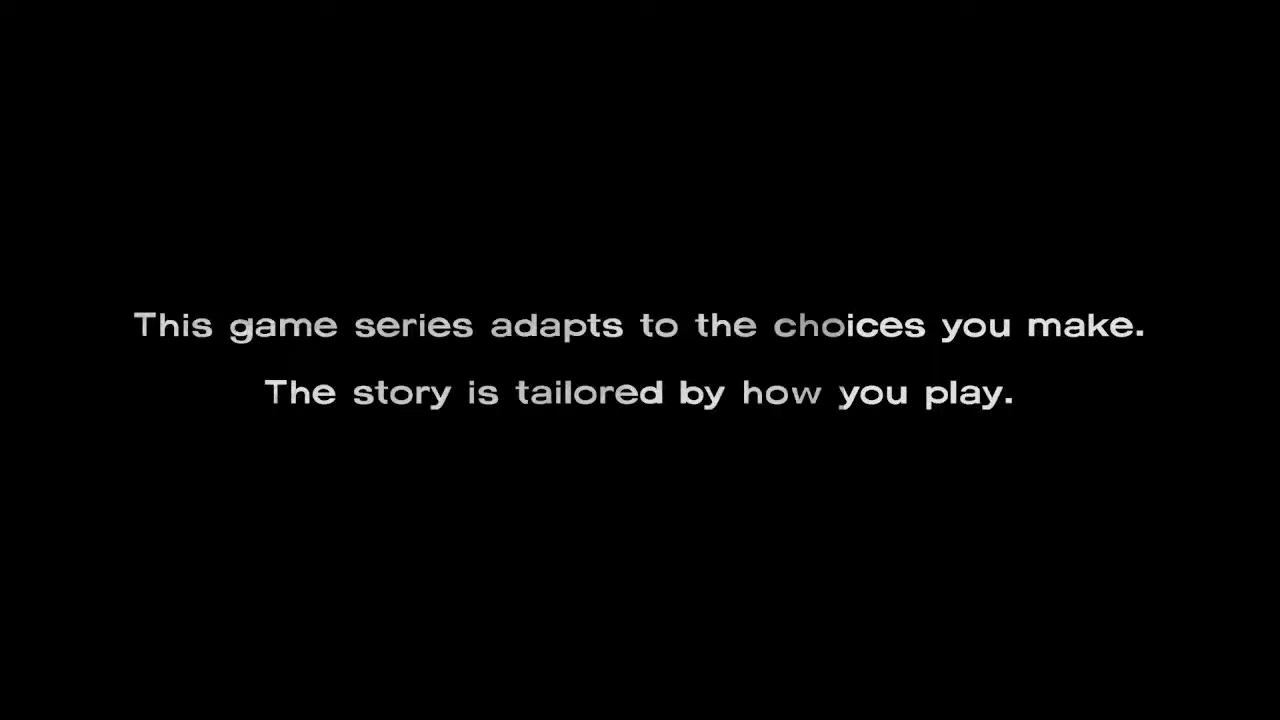 This game series adapts to the choices you make.
The story is tailored by how you play.